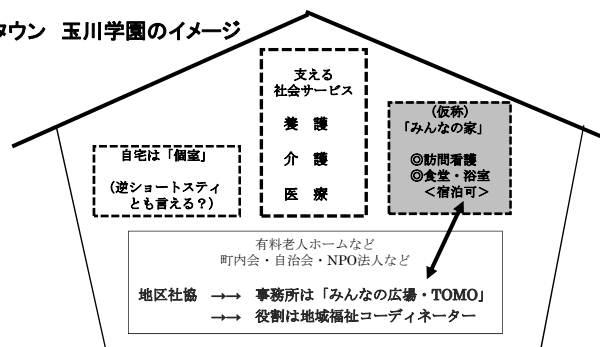 タウン 玉川学園のイメージ
支える
社会サービス
養 護
介 護
医 療
(仮称)
「みんなの家」
◎訪問看護
◎食堂・浴室
<宿泊可>
自宅は「個室」
(逆ショートスティ
とも言える?)
有料老人ホームなど
町内会・自治会・NPO法人など
地区社協 →→ 事務所は「みんなの広場・TOMO」
→→ 役割は地域福祉コーディネーター